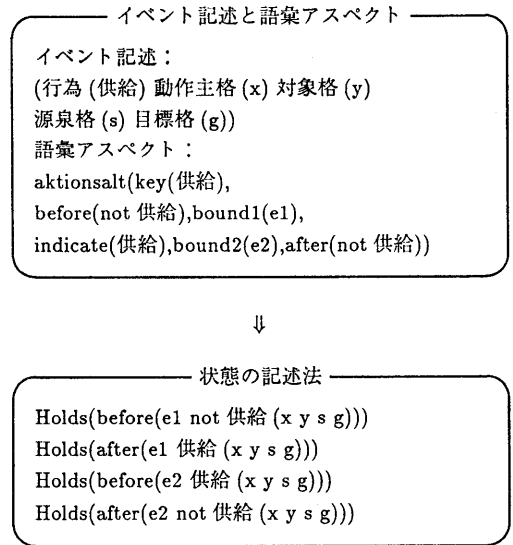 イベント記述と語彙アスペクト
イベント記述：
(行為 (供給) 動作主格 (x) 対象格 (y)
源泉格 (s) 目標格 (g))
語彙アスペクト：
aktionsalt(key(供給),
before(not 供給),bound1(e1),
indicate(供給),bound2(e2),after(not 供給))
⇓
状態の記述法
Holds(before(e1 not 供給 (x y s g)))
Holds(after(e1 供給 (x y s g)))
Holds(before(e2 供給 (x y s g)))
Holds(after(e2 not 供給 (x y s g)))